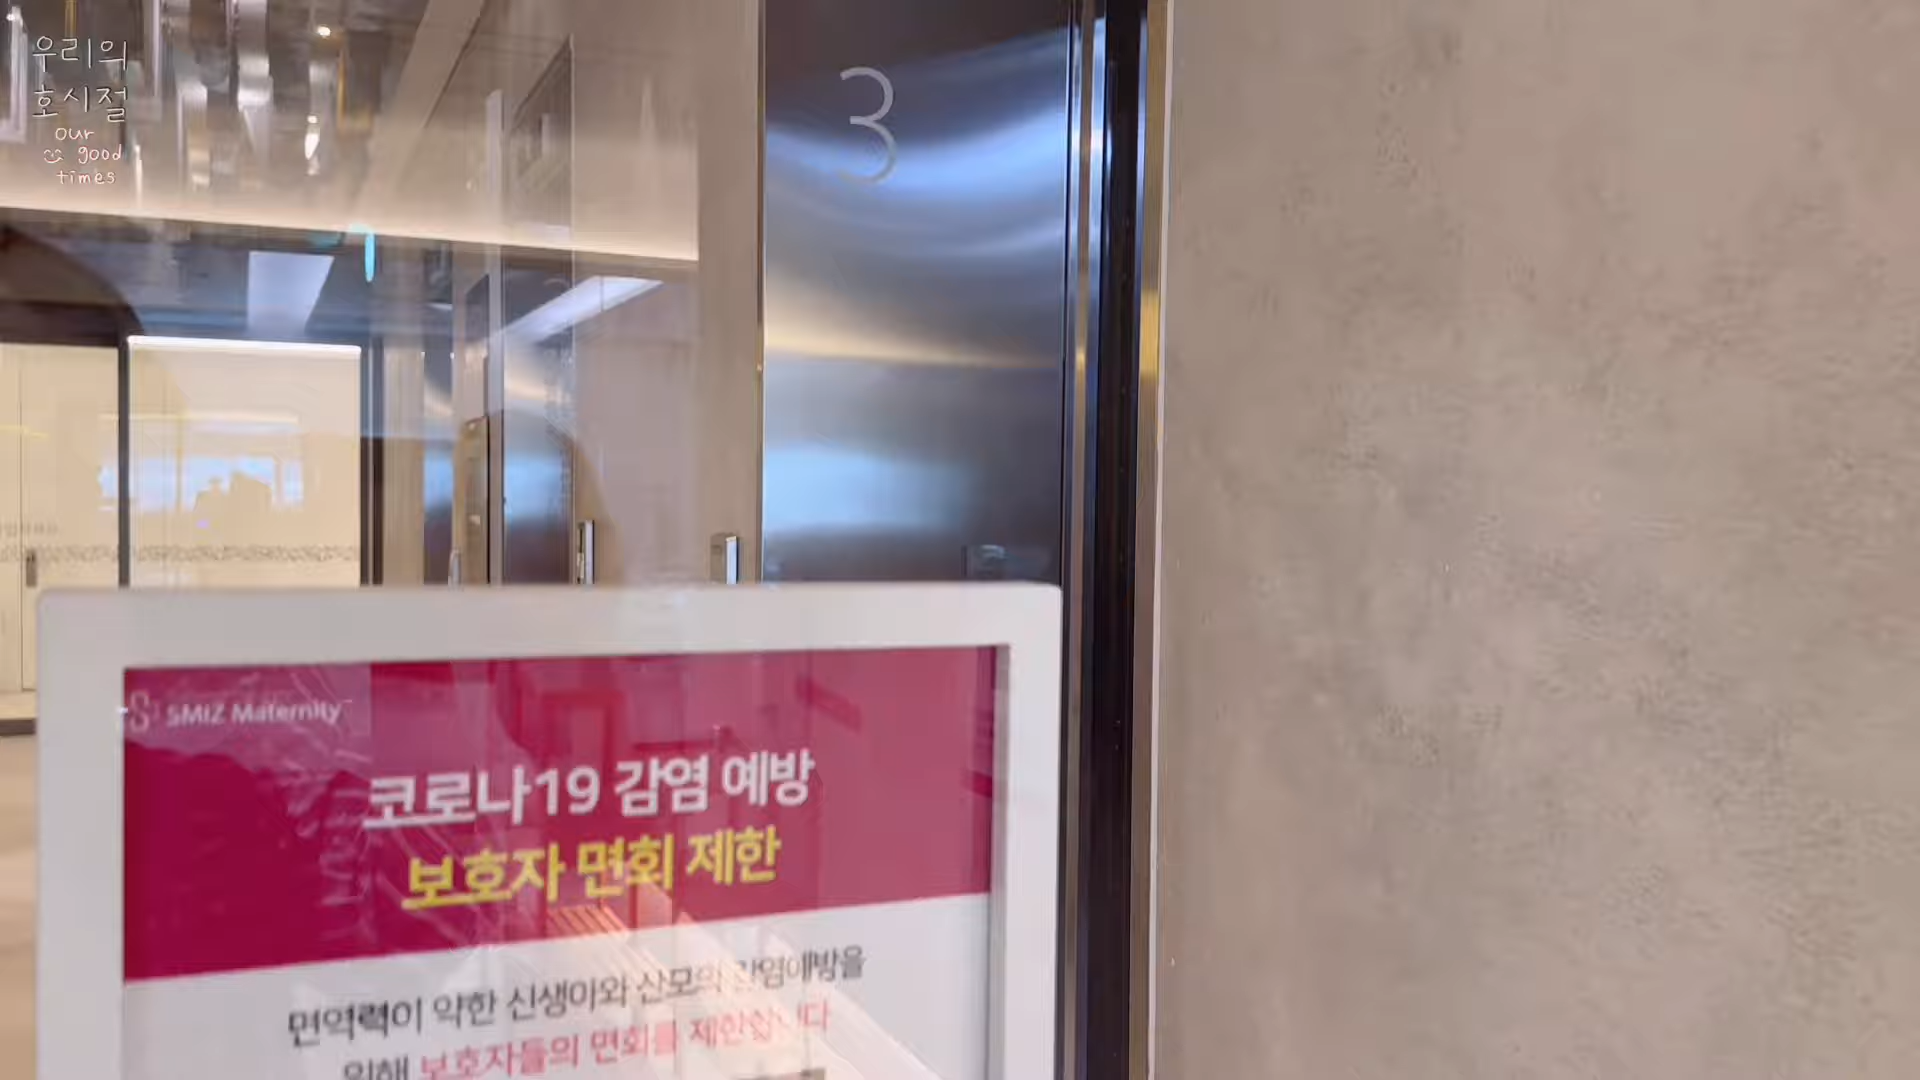 우리의
호시절
our
good
times
3
SMIZ Maternity
코로나19 감염 예방
보호자 면회 제한
면역력이 약한 신생아와 산모의 감염예방을
위해 보호자들의 면회를 제한합니다